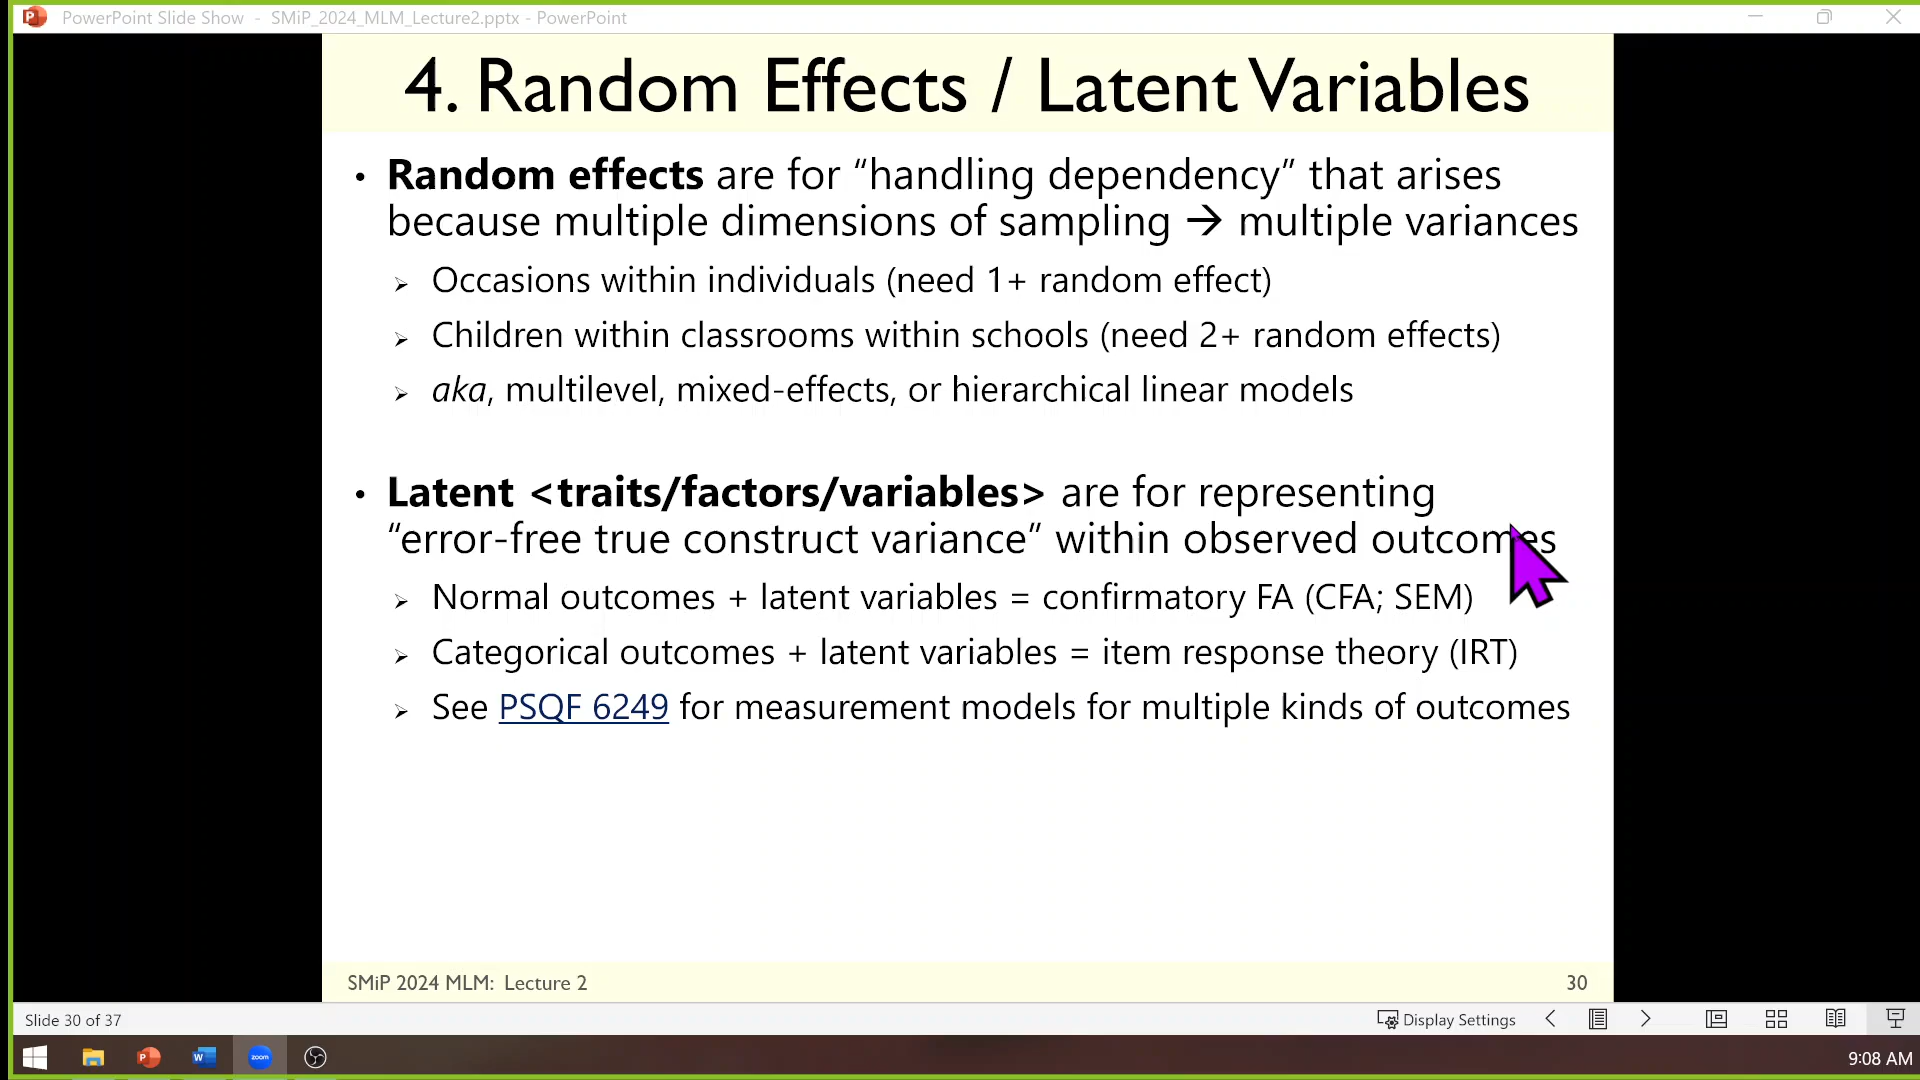 PowerPoint Slide Show - SMiP_2024_MLM_Lecture2.pptx - PowerPoint
4. Random Effects / Latent Variables
• Random effects are for “handling dependency” that arises
because multiple dimensions of sampling → multiple variances
➢ Occasions within individuals (need 1+ random effect)
➢ Children within classrooms within schools (need 2+ random effects)
➢ aka, multilevel, mixed-effects, or hierarchical linear models
• Latent <traits/factors/variables> are for representing
“error-free true construct variance” within observed outcomes
➢ Normal outcomes + latent variables = confirmatory FA (CFA; SEM)
➢ Categorical outcomes + latent variables = item response theory (IRT)
➢ See PSQF 6249 for measurement models for multiple kinds of outcomes
SMiP 2024 MLM: Lecture 2
30
Slide 30 of 37
Display Settings
zoom
9:08 AM